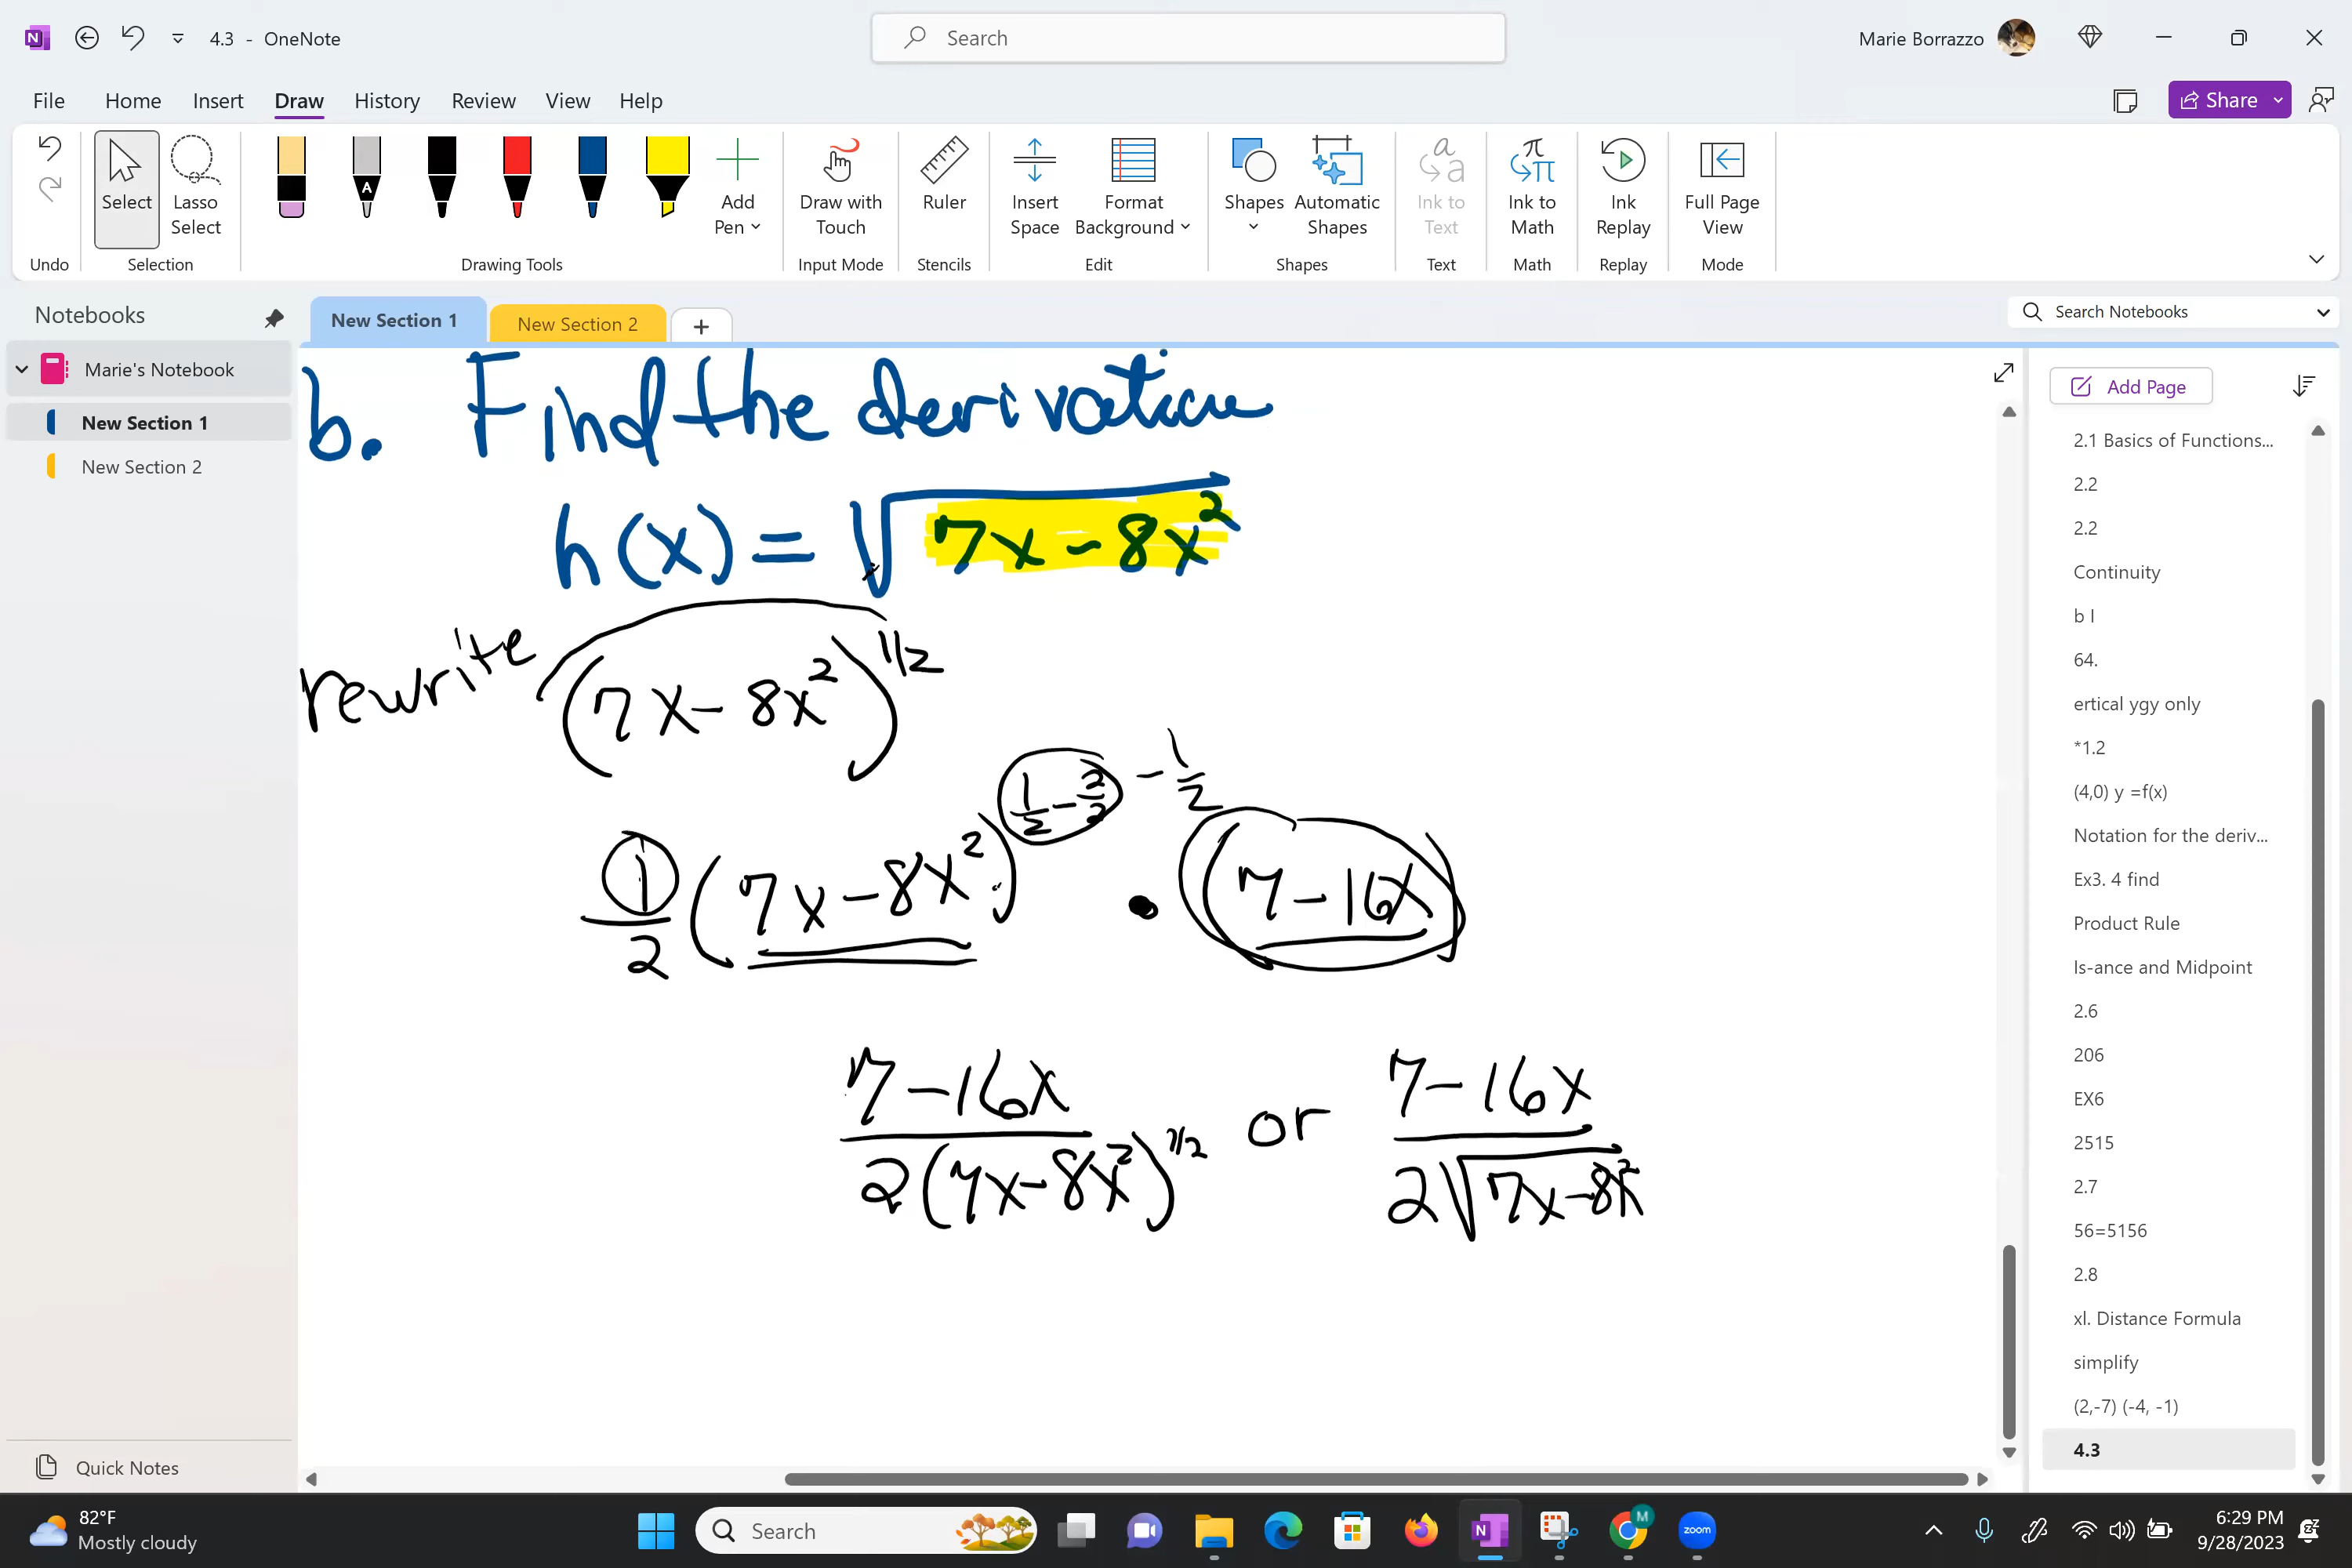 4.3 - OneNote
Search
Marie Borrazzo
File Home Insert Draw History Review View Help
Share
Undo
Select
Lasso Select
Selection
A
Add Pen
Drawing Tools
Draw with Touch
Input Mode
Ruler
Stencils
Insert Space
Format Background
Edit
Shapes
Automatic Shapes
Shapes
Ink to Text
Text
Ink to Math
Math
Ink Replay
Replay
Full Page View
Mode
Notebooks
Marie's Notebook
New Section 1
New Section 2
Quick Notes
New Section 1
New Section 2
+
Search Notebooks
b. Find the derivative
h(x) = √(7x - 8x²)
rewrite (7x - 8x²)^1/2
1/2 (7x - 8x²)^(1/2 - 2/2) -1/2 • (7 - 16x)
(7 - 16x)/(2(7x - 8x²)^1/2) or (7 - 16x)/(2√(7x - 8x²))
Add Page
2.1 Basics of Functions...
2.2
2.2
Continuity
b I
64.
ertical ygy only
*1.2
(4,0) y =f(x)
Notation for the deriv...
Ex3. 4 find
Product Rule
Is-ance and Midpoint
2.6
206
EX6
2515
2.7
56=5156
2.8
xl. Distance Formula
simplify
(2,-7) (-4, -1)
4.3
82°F
Mostly cloudy
Search
M
zoom
6:29 PM
9/28/2023